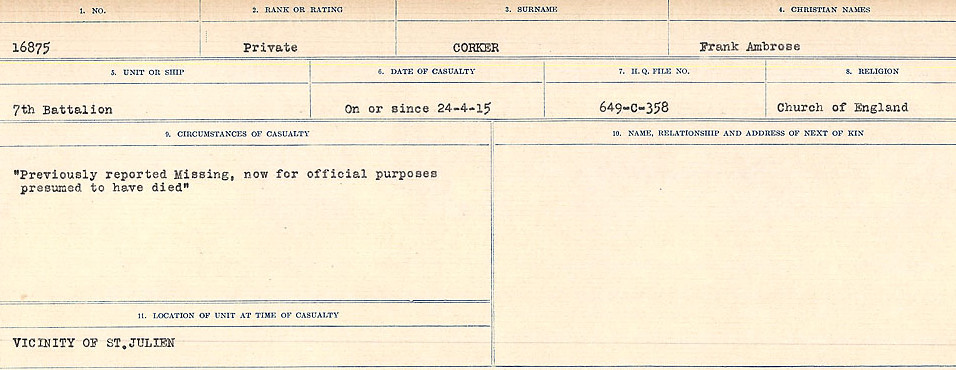 1. NO.
2. RANK OR RATING
3. SURNAME
4. CHRISTIAN NAMES
16875
Private
CORKER
Frank Ambrose
5. UNIT OR SHIP
6. DATE OF CASUALTY
7. H.Q. FILE NO.
8. RELIGION
7th Battalion
On or since 24-4-15
649-C-358
Church of England
9. CIRCUMSTANCES OF CASUALTY
10. NAME, RELATIONSHIP AND ADDRESS OF NEXT OF KIN
"Previously reported Missing, now for official purposes
presumed to have died"
11. LOCATION OF UNIT AT TIME OF CASUALTY
VICINITY OF ST.JULIEN